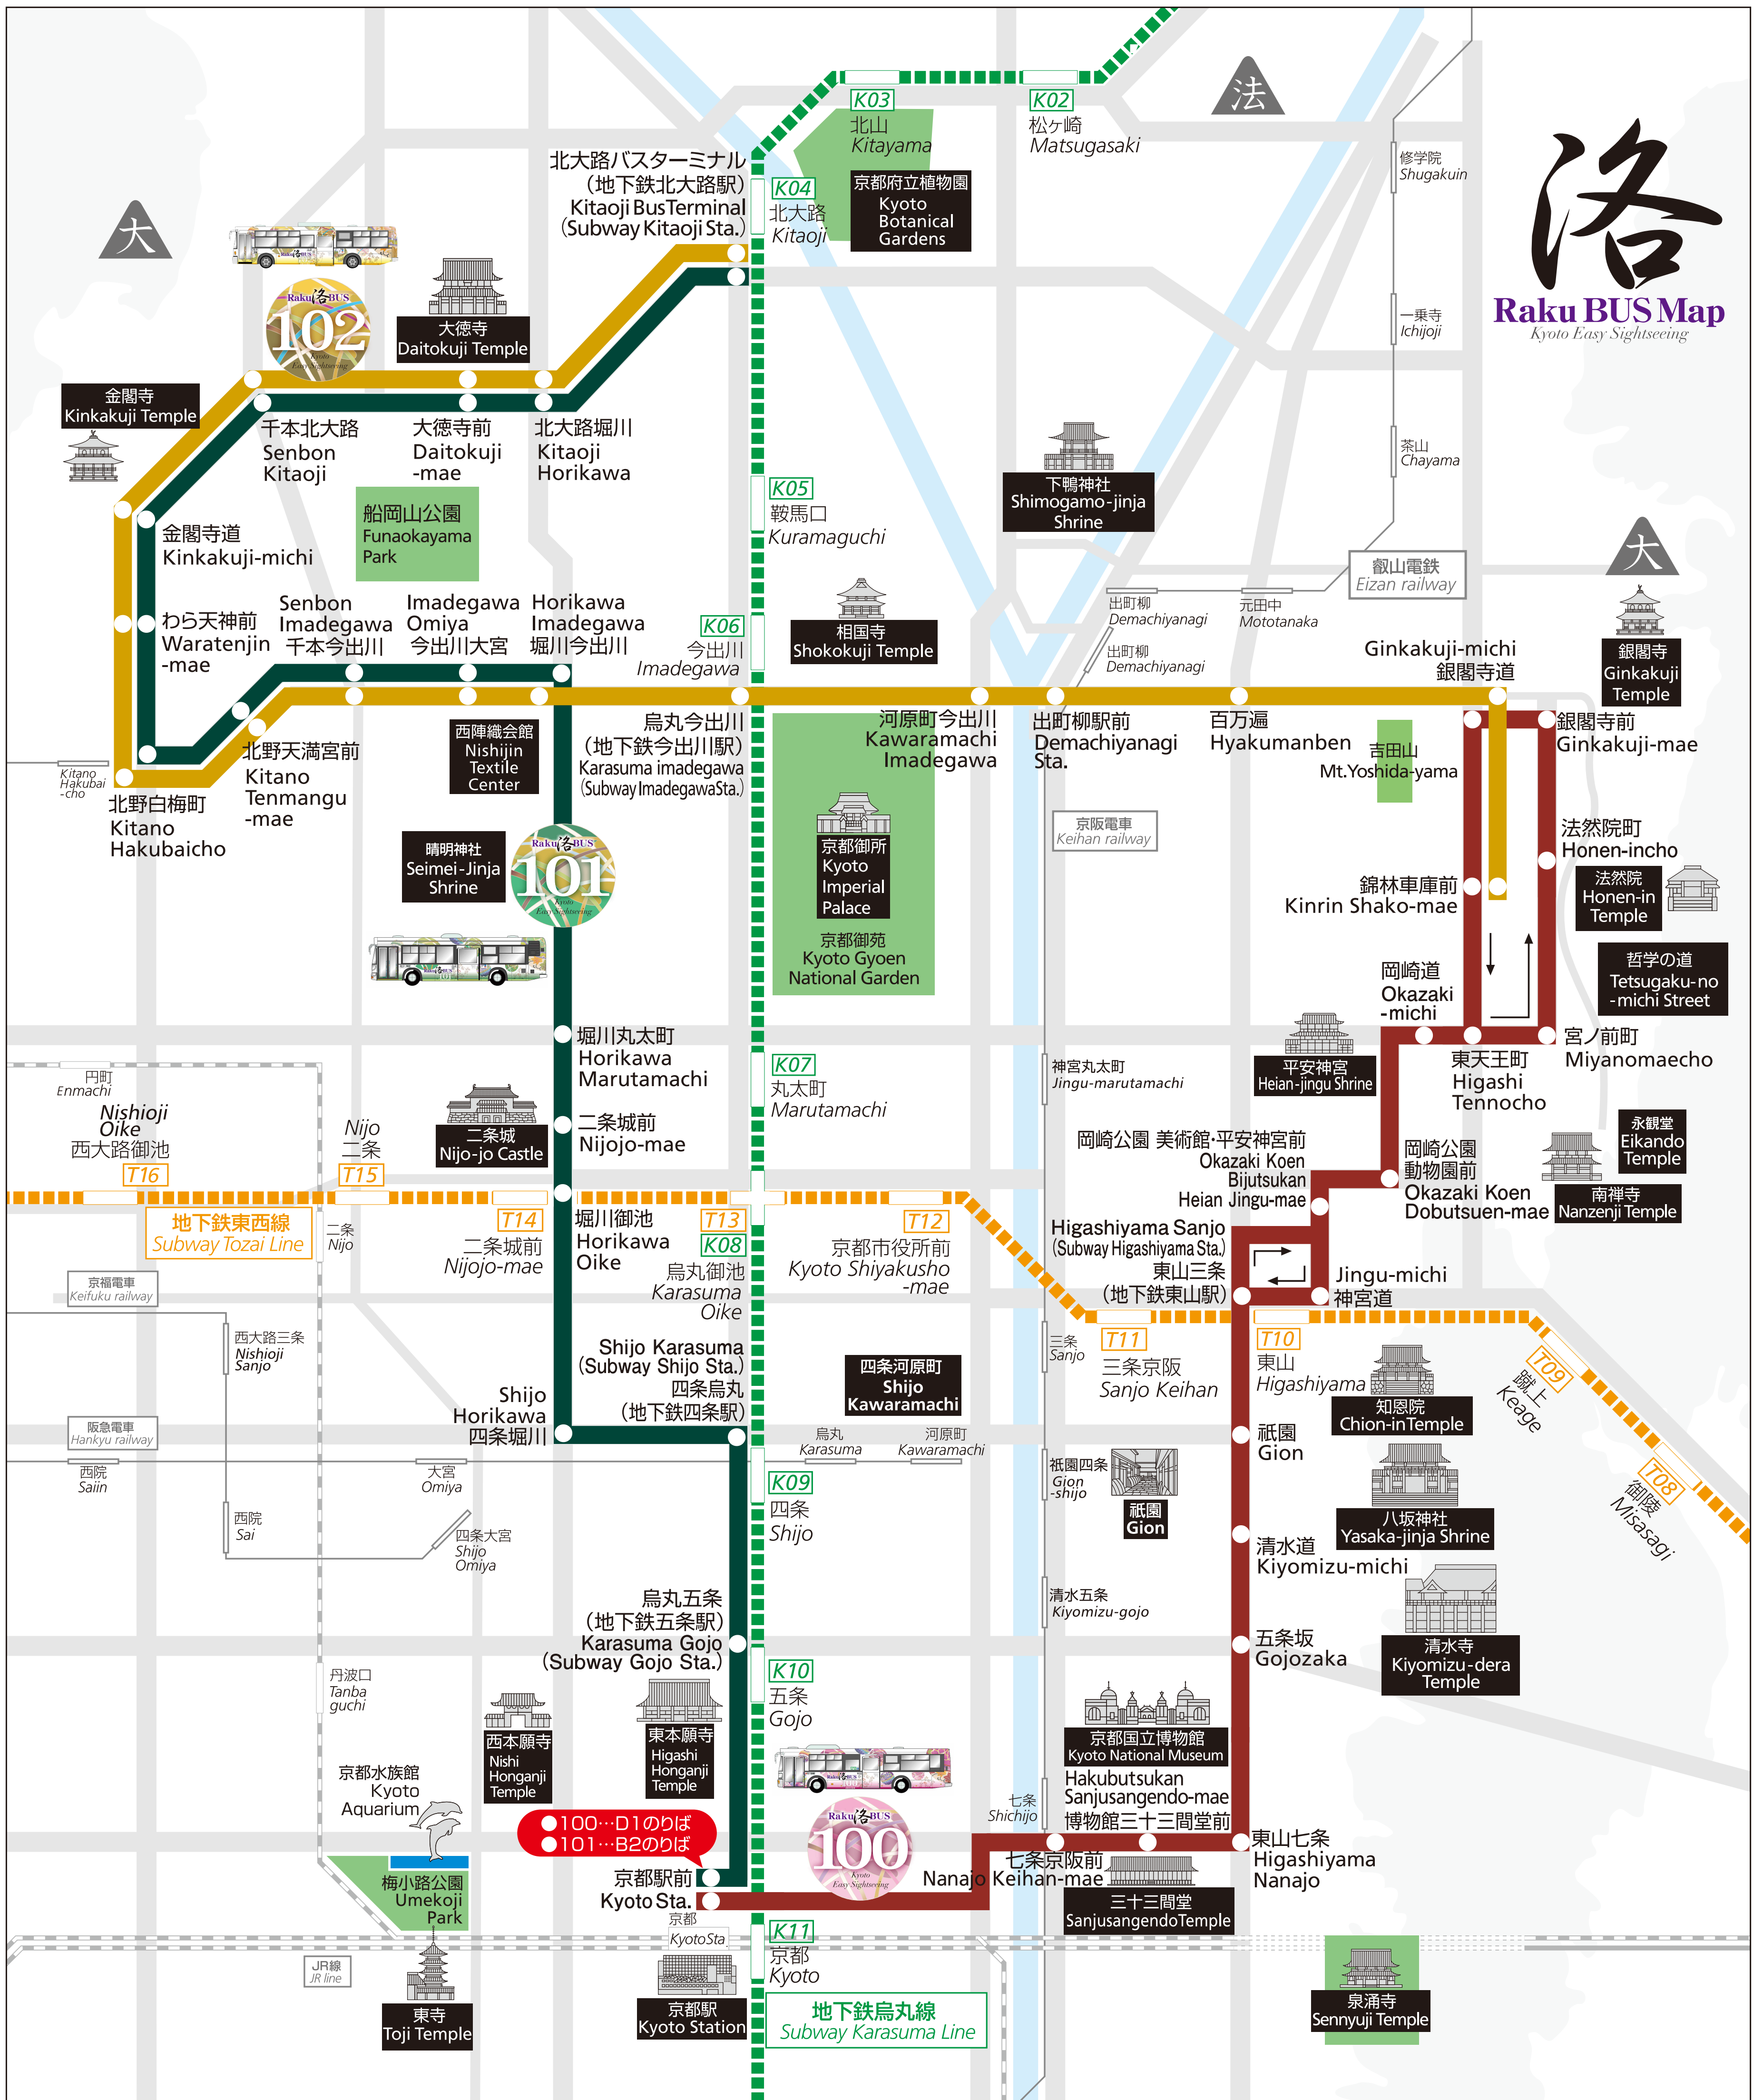 K03
北山
Kitayama
K02
松ヶ崎
Matsugasaki
法
洛
Raku BUS Map
Kyoto Easy Sightseeing
修学院
Shugakuin
北大路バスターミナル
（地下鉄北大路駅）
Kitaoji BusTerminal
(Subway Kitaoji Sta.)
K04
北大路
Kitaoji
京都府立植物園
Kyoto
Botanical
Gardens
大
Raku洛BUS
102
Kyoto
Easy Sightseeing
大徳寺
Daitokuji Temple
一乗寺
Ichijoji
金閣寺
Kinkakuji Temple
千本北大路
Senbon
Kitaoji
大徳寺前
Daitokuji
-mae
北大路堀川
Kitaoji
Horikawa
茶山
Chayama
下鴨神社
Shimogamo-jinja
Shrine
K05
鞍馬口
Kuramaguchi
船岡山公園
Funaokayama
Park
金閣寺道
Kinkakuji-michi
叡山電鉄
Eizan railway
大
わら天神前
Waratenjin
-mae
Senbon
Imadegawa
千本今出川
Imadegawa
Omiya
今出川大宮
Horikawa
Imadegawa
堀川今出川
K06
今出川
Imadegawa
相国寺
Shokokuji Temple
出町柳
Demachiyanagi
元田中
Mototanaka
出町柳
Demachiyanagi
Ginkakuji-michi
銀閣寺道
銀閣寺
Ginkakuji
Temple
Kitano
Hakubai
-cho
北野白梅町
Kitano
Hakubaicho
北野天満宮前
Kitano
Tenmangu
-mae
西陣織会館
Nishijin
Textile
Center
烏丸今出川
（地下鉄今出川駅）
Karasuma imadegawa
(Subway ImadegawaSta.)
河原町今出川
Kawaramachi
Imadegawa
出町柳駅前
Demachiyanagi
Sta.
百万遍
Hyakumanben
吉田山
Mt.Yoshida-yama
銀閣寺前
Ginkakuji-mae
晴明神社
Seimei-Jinja
Shrine
Raku洛BUS
101
Kyoto
Easy Sightseeing
京都御所
Kyoto
Imperial
Palace
京都御苑
Kyoto Gyoen
National Garden
京阪電車
Keihan railway
法然院町
Honen-incho
法然院
Honen-in
Temple
錦林車庫前
Kinrin Shako-mae
哲学の道
Tetsugaku-no
-michi Street
岡崎道
Okazaki
-michi
堀川丸太町
Horikawa
Marutamachi
K07
丸太町
Marutamachi
神宮丸太町
Jingu-marutamachi
平安神宮
Heian-jingu Shrine
東天王町
Higashi
Tennocho
宮ノ前町
Miyanomaecho
円町
Enmachi
Nishioji
Oike
西大路御池
T16
Nijo
二条
T15
二条城
Nijo-jo Castle
二条城前
Nijojo-mae
岡崎公園 美術館・平安神宮前
Okazaki Koen
Bijutsukan
Heian Jingu-mae
岡崎公園
動物園前
Okazaki Koen
Dobutsuen-mae
永観堂
Eikando
Temple
南禅寺
Nanzenji Temple
地下鉄東西線
Subway Tozai Line
二条
Nijo
T14
二条城前
Nijojo-mae
堀川御池
Horikawa
Oike
T13
K08
烏丸御池
Karasuma
Oike
T12
京都市役所前
Kyoto Shiyakusho
-mae
Higashiyama Sanjo
(Subway Higashiyama Sta.)
東山三条
（地下鉄東山駅）
Jingu-michi
神宮道
京福電車
Keifuku railway
西大路三条
Nishioji
Sanjo
三条
Sanjo
T11
三条京阪
Sanjo Keihan
T10
東山
Higashiyama
T09
蹴上
Keage
T08
御陵
Misasagi
知恩院
Chion-inTemple
Shijo Karasuma
(Subway Shijo Sta.)
四条烏丸
（地下鉄四条駅）
四条河原町
Shijo
Kawaramachi
Shijo
Horikawa
四条堀川
阪急電車
Hankyu railway
西院
Saiin
大宮
Omiya
烏丸
Karasuma
河原町
Kawaramachi
祇園
Gion
祇園四条
Gion
-shijo
祇園
Gion
K09
四条
Shijo
西院
Sai
四条大宮
Shijo
Omiya
八坂神社
Yasaka-jinja Shrine
清水道
Kiyomizu-michi
清水五条
Kiyomizu-gojo
烏丸五条
（地下鉄五条駅）
Karasuma Gojo
(Subway Gojo Sta.)
K10
五条
Gojo
五条坂
Gojozaka
清水寺
Kiyomizu-dera
Temple
丹波口
Tanba
guchi
西本願寺
Nishi
Honganji
Temple
東本願寺
Higashi
Honganji
Temple
京都国立博物館
Kyoto National Museum
京都水族館
Kyoto
Aquarium
Hakubutsukan
Sanjusangendo-mae
博物館三十三間堂前
七条
Shichijo
●100…D1のりば
●101…B2のりば
Raku洛BUS
100
Kyoto
Easy Sightseeing
京都駅前
Kyoto Sta.
七条京阪前
Nanajo Keihan-mae
東山七条
Higashiyama
Nanajo
三十三間堂
SanjusangendoTemple
梅小路公園
Umekoji
Park
京都
KyotoSta
K11
京都
Kyoto
JR線
JR line
東寺
Toji Temple
京都駅
Kyoto Station
地下鉄烏丸線
Subway Karasuma Line
泉涌寺
Sennyuji Temple